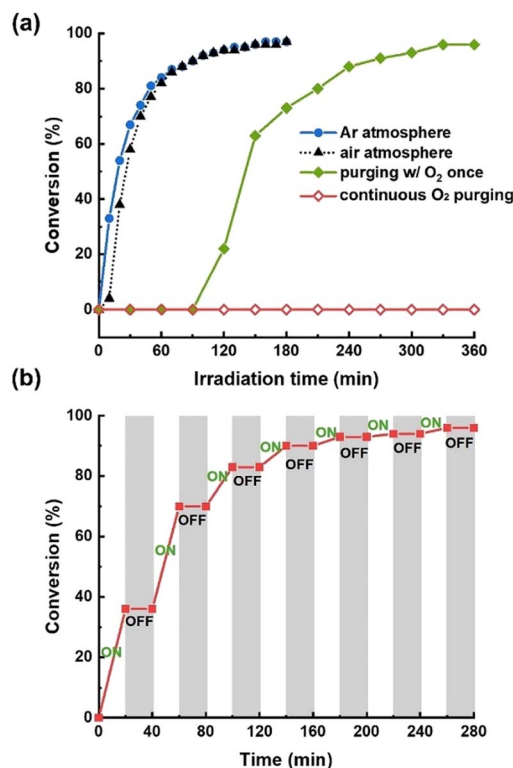 (a)
Conversion (%)
100
80
60
40
20
0
Ar atmosphere
air atmosphere
purging w/ O₂ once
continuous O₂ purging
0 60 120 180 240 300 360
Irradiation time (min)
(b)
Conversion (%)
100
80
60
40
20
0
ON OFF ON OFF ON OFF ON OFF ON OFF ON OFF ON OFF
0 40 80 120 160 200 240 280
Time (min)